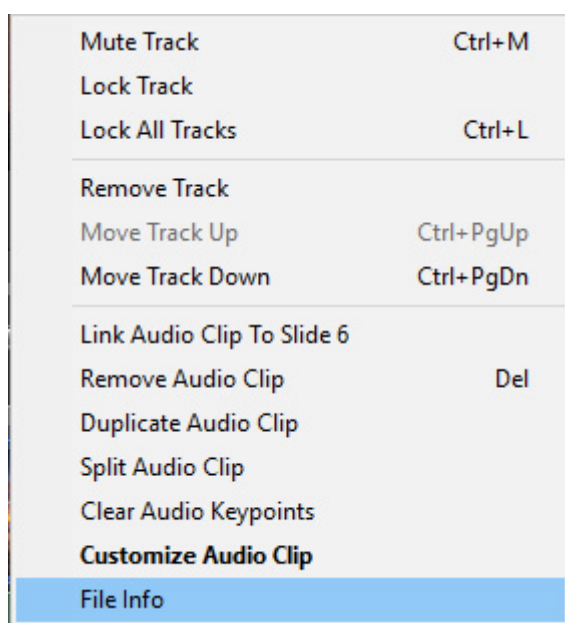 Mute Track Ctrl+M
Lock Track
Lock All Tracks Ctrl+L
Remove Track
Move Track Up Ctrl+PgUp
Move Track Down Ctrl+PgDn
Link Audio Clip To Slide 6
Remove Audio Clip Del
Duplicate Audio Clip
Split Audio Clip
Clear Audio Keypoints
Customize Audio Clip
File Info